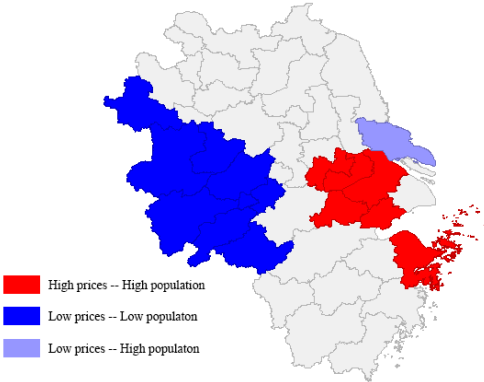 High prices -- High population
Low prices -- Low populaton
Low prices -- High populaton